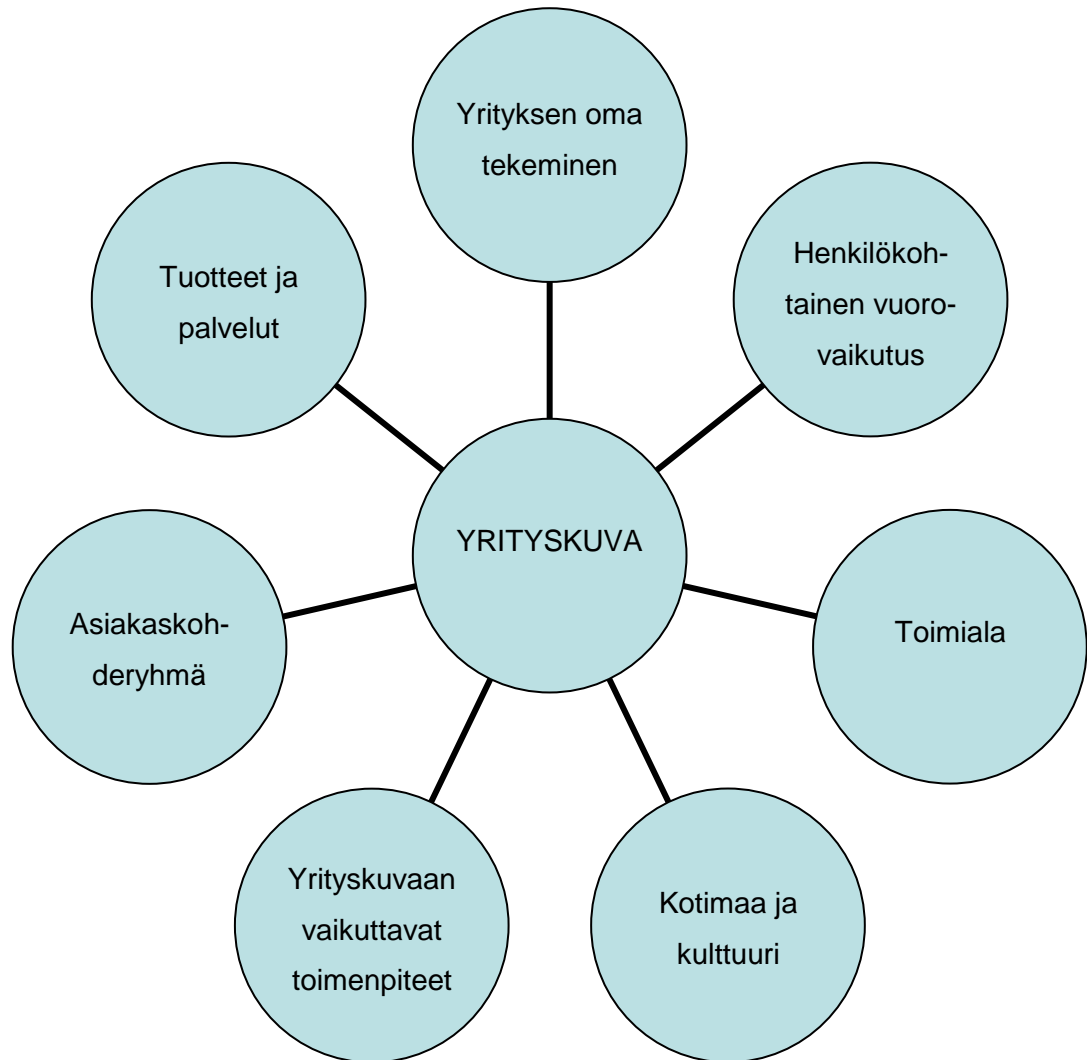 Yrityksen oma
tekeminen
Henkilökoh-
tainen vuoro-
vaikutus
Tuotteet ja
palvelut
YRITYSKUVA
Asiakaskoh-
deryhmä
Toimiala
Yrityskuvaan
vaikuttavat
toimenpiteet
Kotimaa ja
kulttuuri